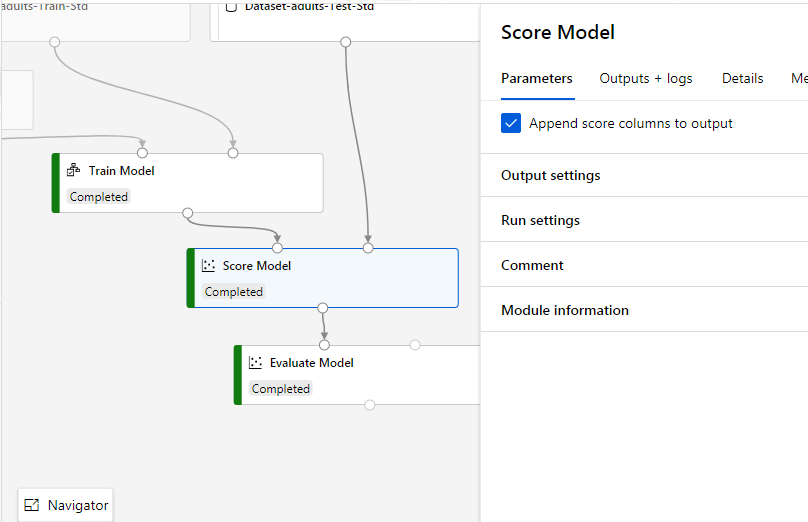 adults-Train-Std
Dataset-adults-Test-Std
Train Model
Completed
Score Model
Completed
Evaluate Model
Completed
Navigator
Score Model
Parameters Outputs + logs Details Me
Append score columns to output
Output settings
Run settings
Comment
Module information